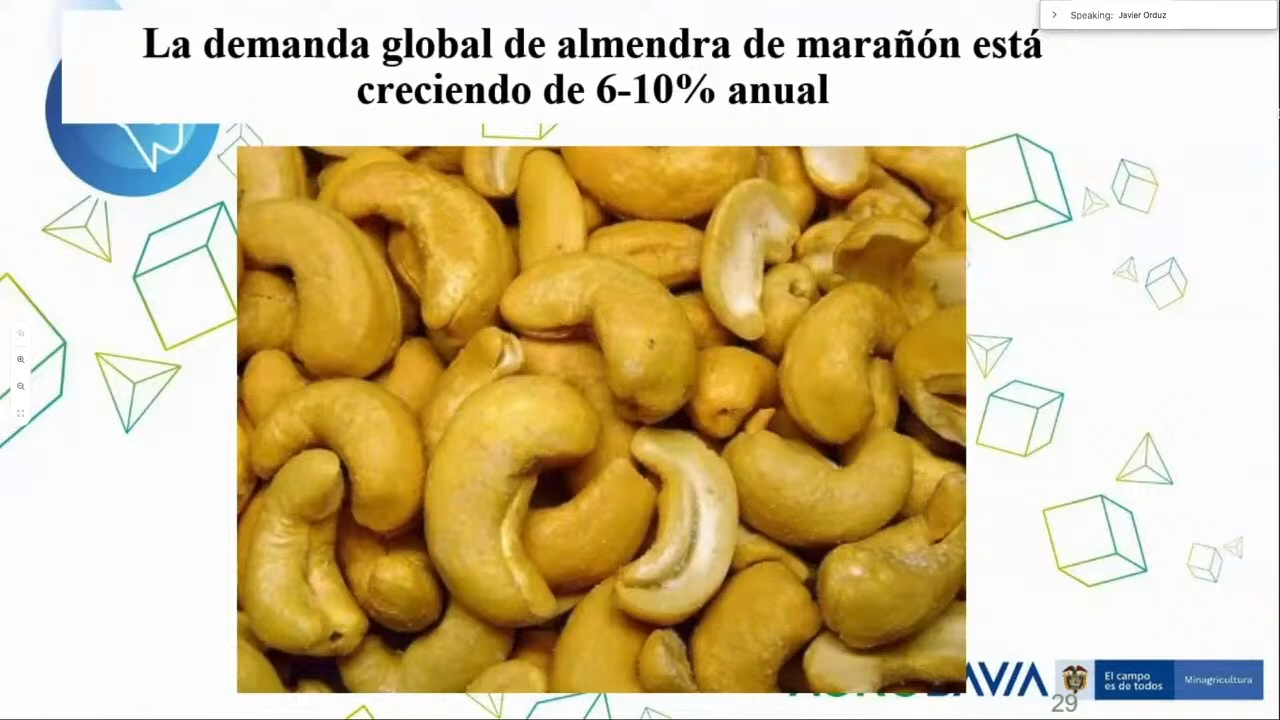 Speaking: Javier Orduz
La demanda global de almendra de marañón está
creciendo de 6-10% anual
AVIA
El campo
es de todos
Minagricultura
29